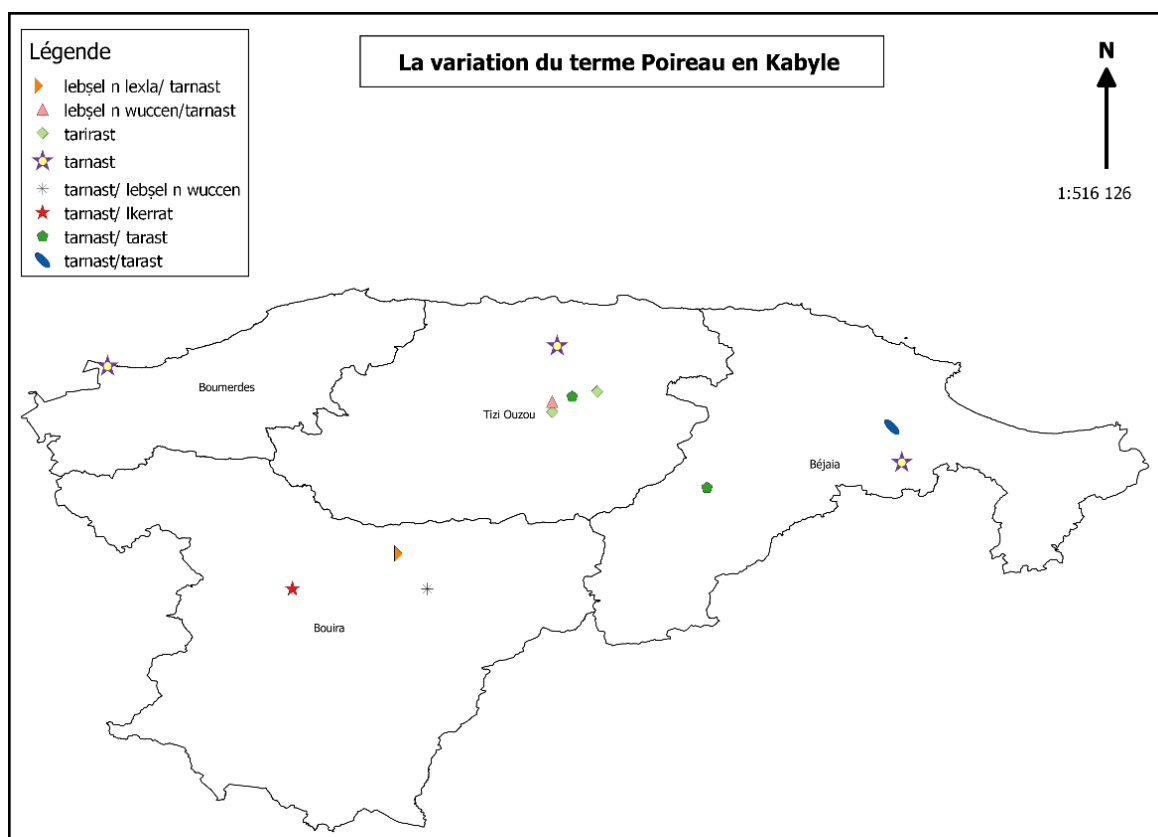 La variation du terme Poireau en Kabyle
N
1:516 126
Légende
lebṣel n lexla/ tarnast
lebṣel n wuccen/tarnast
tarirast
tarnast
tarnast/ lebṣel n wuccen
tarnast/ lkerrat
tarnast/ tarast
tarnast/tarast
Boumerdes
Tizi Ouzou
Béjaia
Bouira